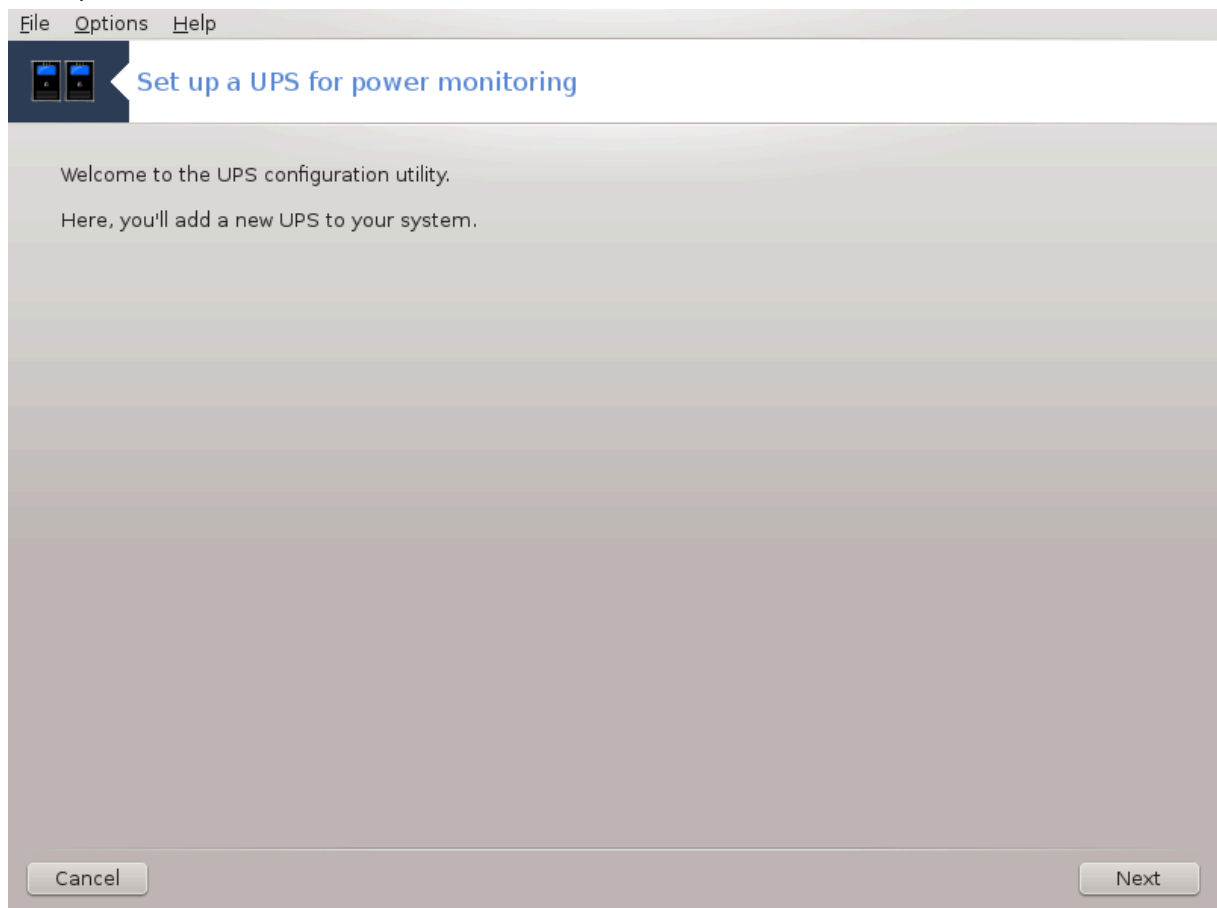 File Options Help
Set up a UPS for power monitoring
Welcome to the UPS configuration utility.
Here, you'll add a new UPS to your system.
Cancel Next